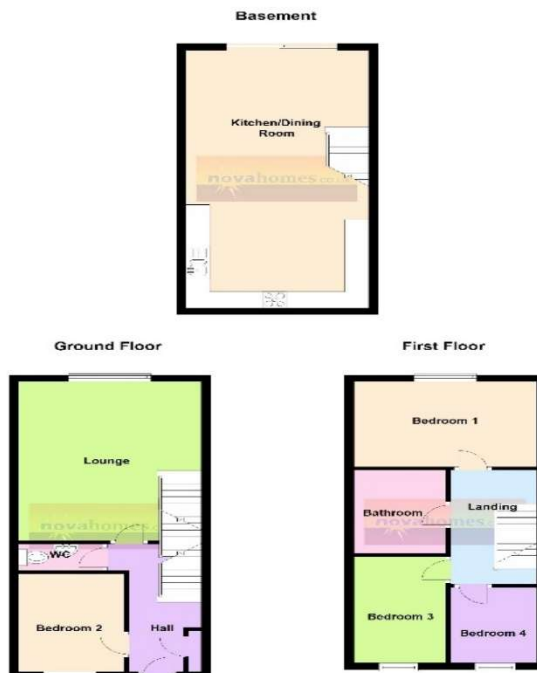 Basement
Kitchen/Dining
Room
novahomes.co
Ground Floor
Lounge
novahomes.c
WC
Bedroom 2
Hall
First Floor
Bedroom 1
Bathroom
Landing
novahomes
Bedroom 3
Bedroom 4